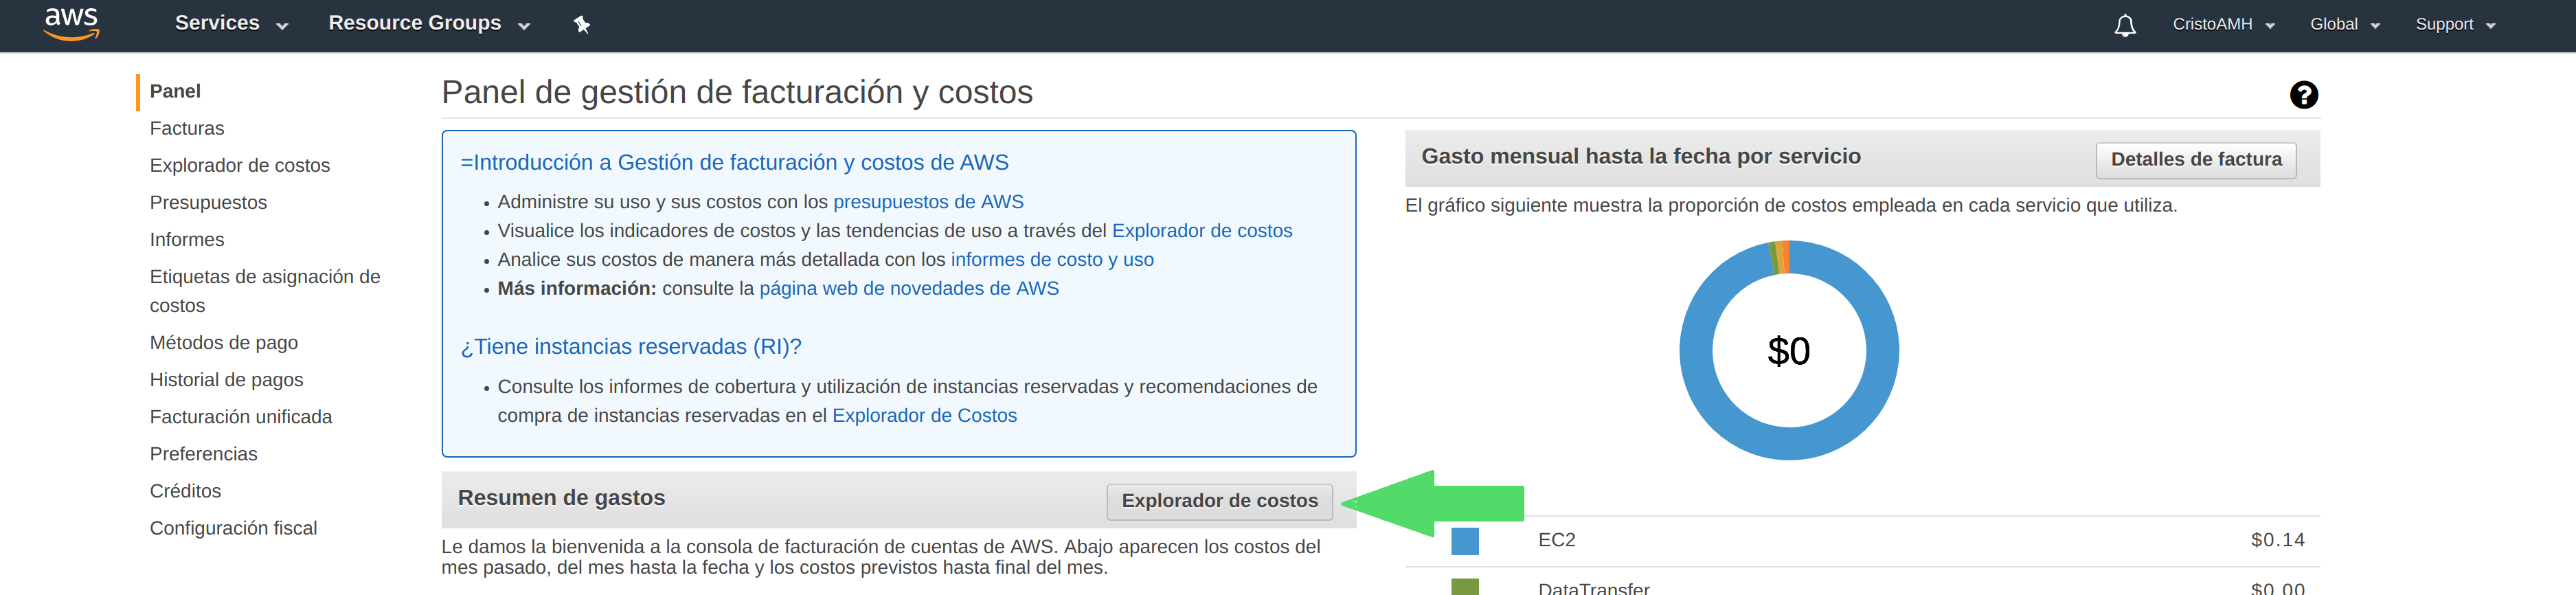 aws
Services
Resource Groups
CristoAMH
Global
Support
Panel
Facturas
Explorador de costos
Presupuestos
Informes
Etiquetas de asignación de
costos
Métodos de pago
Historial de pagos
Facturación unificada
Preferencias
Créditos
Configuración fiscal
Panel de gestión de facturación y costos
?
=Introducción a Gestión de facturación y costos de AWS
• Administre su uso y sus costos con los presupuestos de AWS
• Visualice los indicadores de costos y las tendencias de uso a través del Explorador de costos
• Analice sus costos de manera más detallada con los informes de costo y uso
• Más información: consulte la página web de novedades de AWS
¿Tiene instancias reservadas (RI)?
• Consulte los informes de cobertura y utilización de instancias reservadas y recomendaciones de
compra de instancias reservadas en el Explorador de Costos
Resumen de gastos
Explorador de costos
Le damos la bienvenida a la consola de facturación de cuentas de AWS. Abajo aparecen los costos del
mes pasado, del mes hasta la fecha y los costos previstos hasta final del mes.
Gasto mensual hasta la fecha por servicio
Detalles de factura
El gráfico siguiente muestra la proporción de costos empleada en cada servicio que utiliza.
$0
EC2 $0.14
DataTransfer $0.00